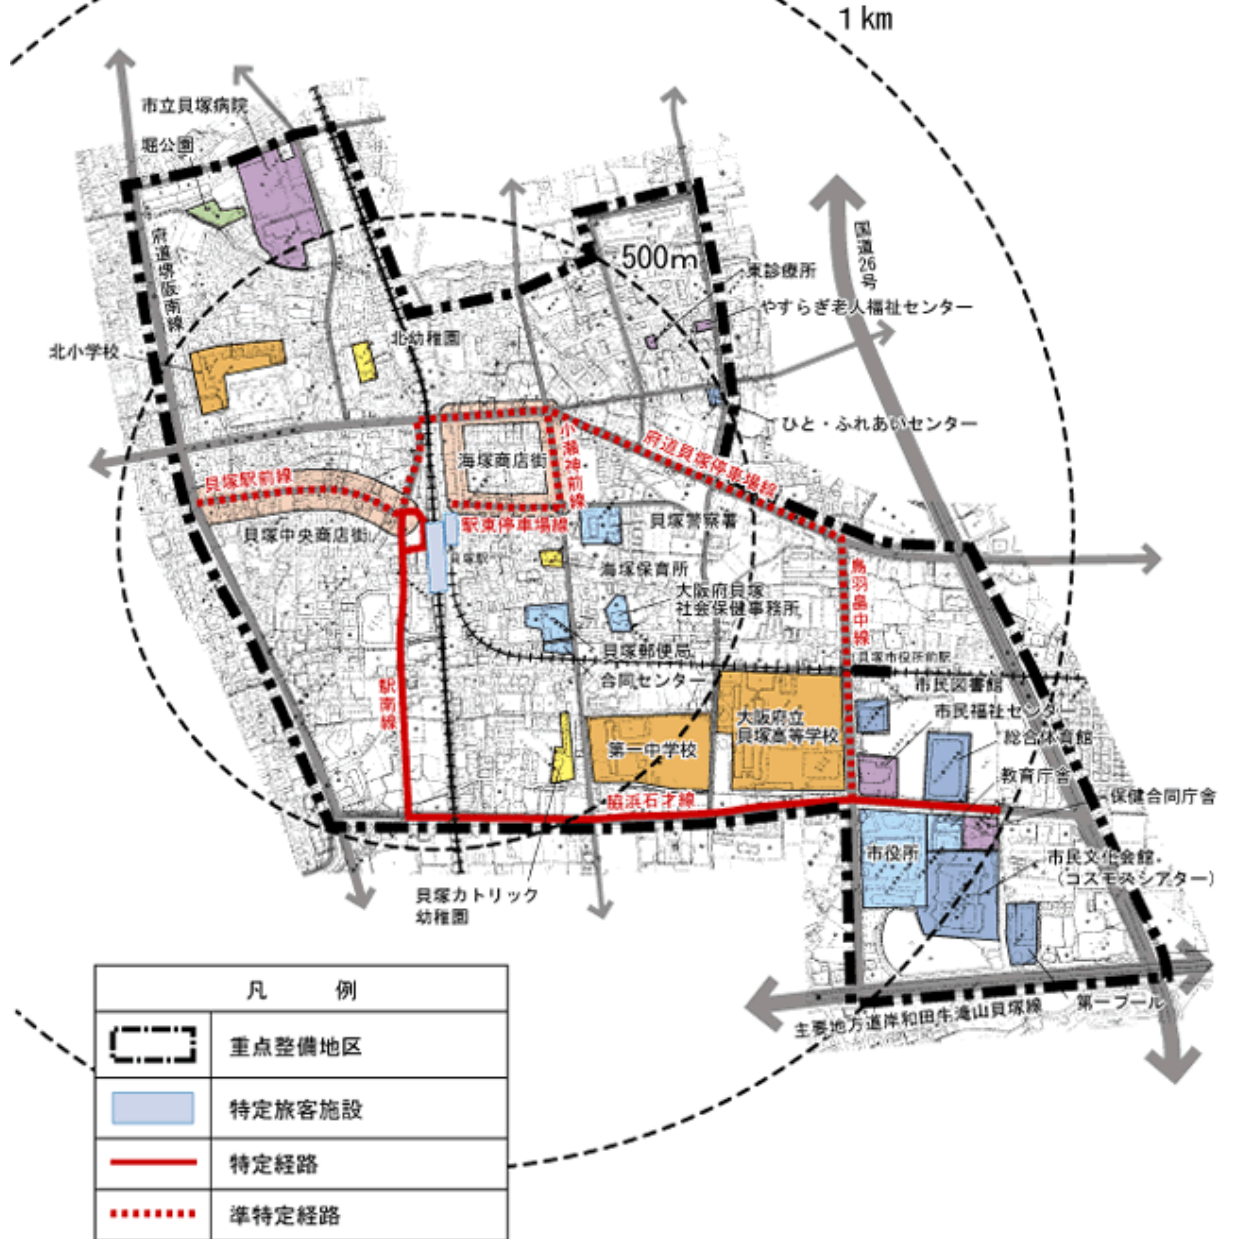 1km
市立貝塚病院
堀公園
500m
国道26号
府道堺阪南線
東診療所
やすらぎ老人福祉センター
北幼稚園
北小学校
ひと・ふれあいセンター
小瀬神前線
府道貝塚停車場線
海塚商店街
貝塚駅前線
駅東停車場線
貝塚警察署
貝塚中央商店街
貝塚駅
海塚保育所
鳥羽畠中線
大阪府貝塚
社会保険事務所
貝塚郵便局
貝塚市役所前駅
合同センター
市民図書館
駅南線
市民福祉センター
大阪府立
貝塚高等学校
総合体育館
第一中学校
教育庁舎
脇浜石才線
保健合同庁舎
市役所
市民文化会館
(コスモスシアター)
貝塚カトリック
幼稚園
第一プール
主要地方道岸和田牛滝山貝塚線
凡 例
重点整備地区
特定旅客施設
特定経路
準特定経路